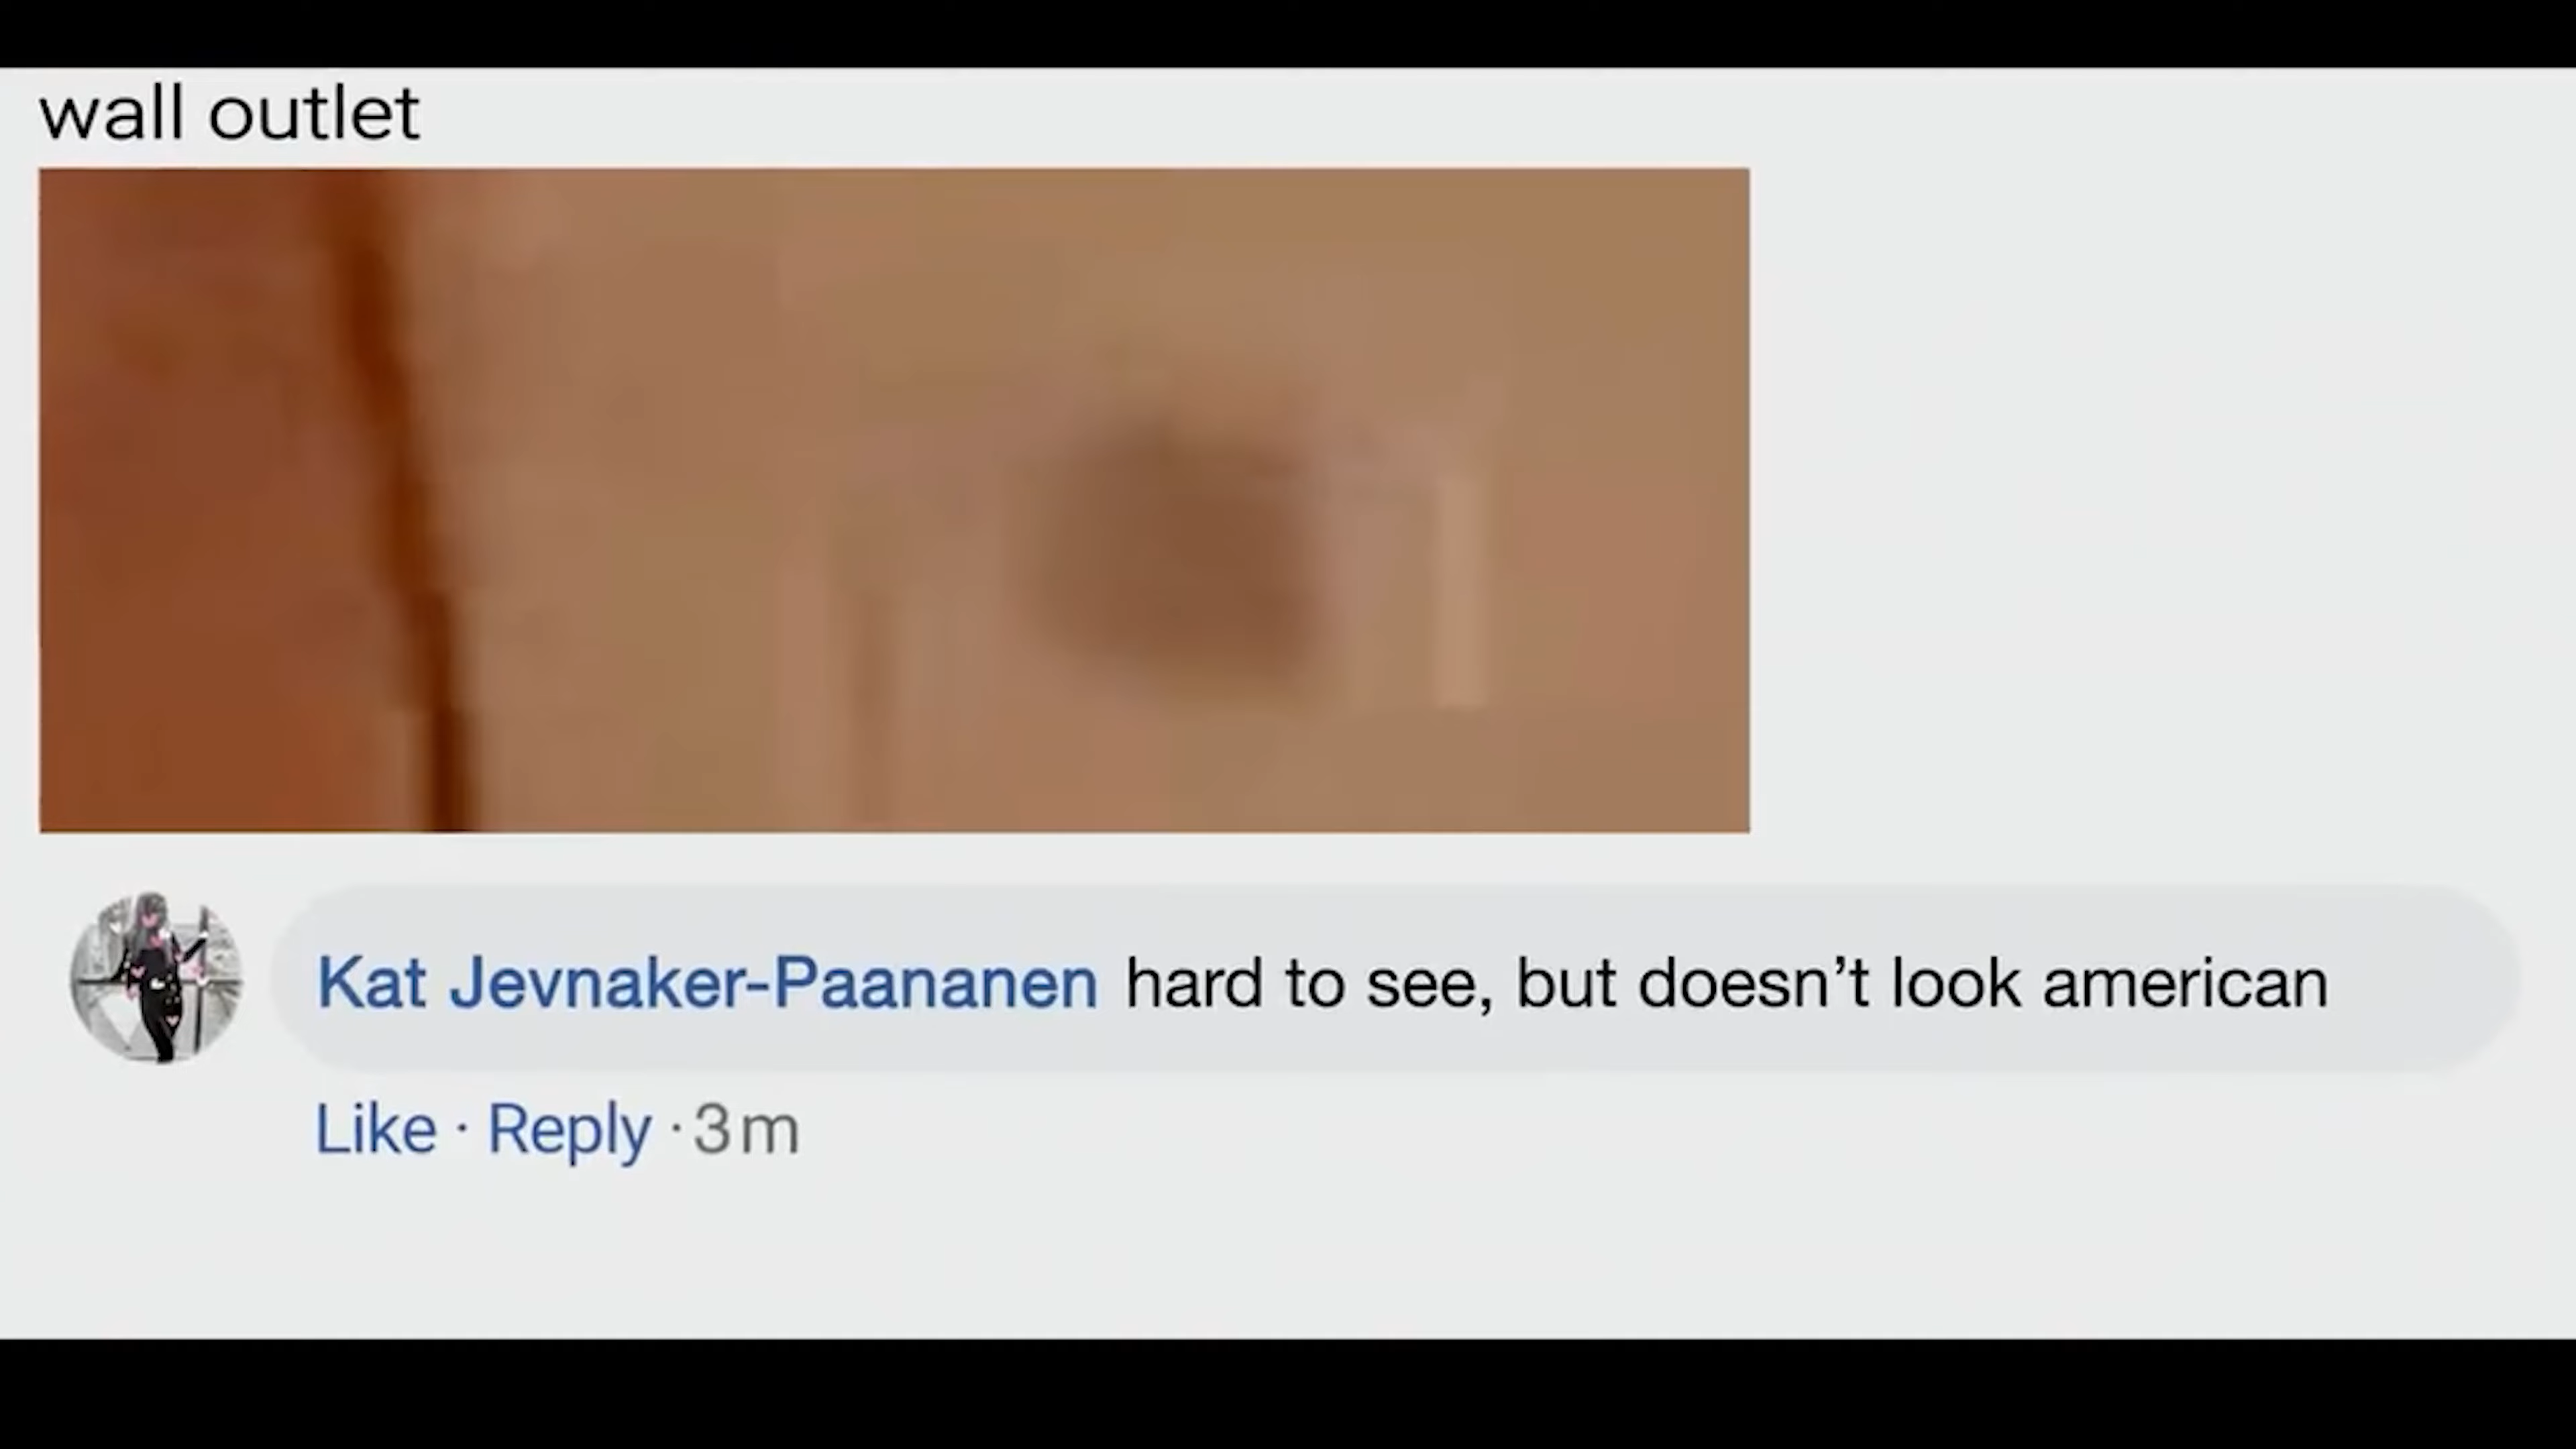 wall outlet
Kat Jevnaker-Paananen hard to see, but doesn’t look american
Like · Reply · 3m